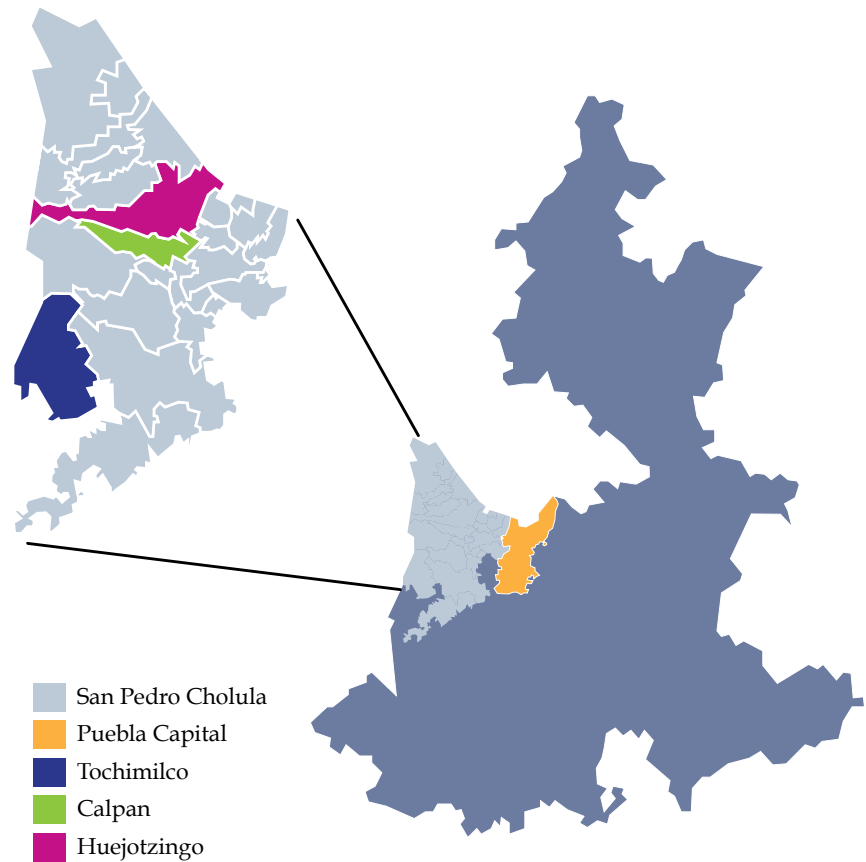 San Pedro Cholula
Puebla Capital
Tochimilco
Calpan
Huejotzingo